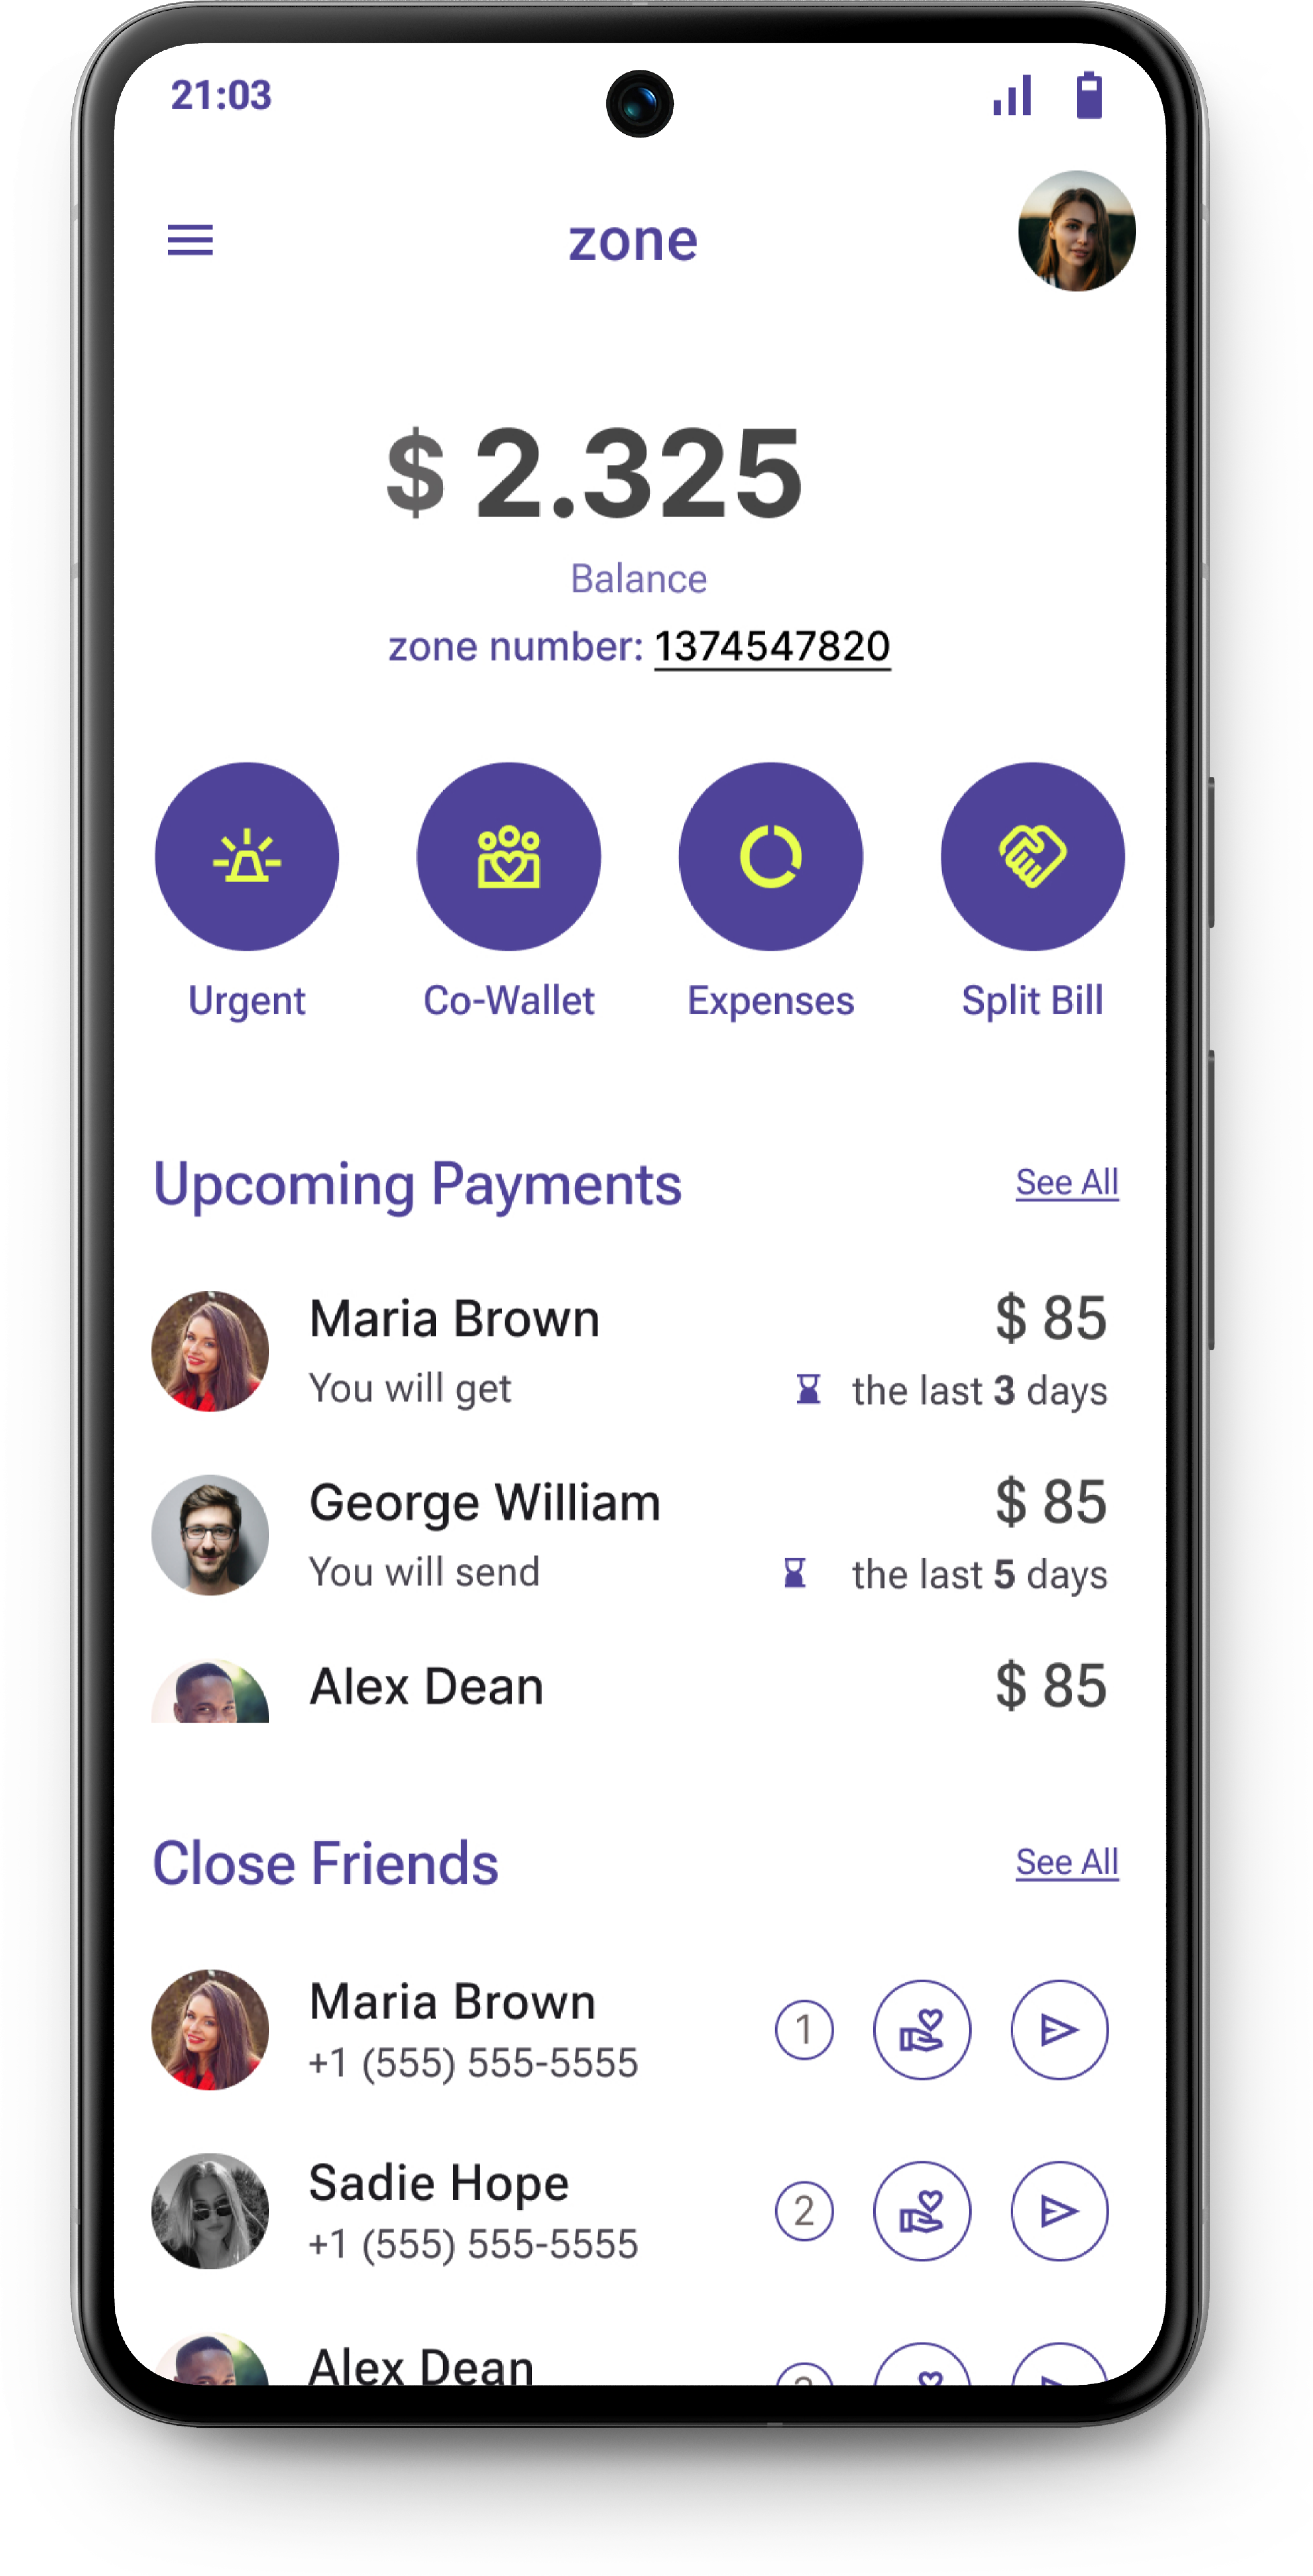 21:03
zone
$ 2.325
Balance
zone number: 1374547820
Urgent Co-Wallet Expenses Split Bill
Upcoming Payments See All
Maria Brown $ 85
You will get the last 3 days
George William $ 85
You will send the last 5 days
Alex Dean $ 85
Close Friends See All
Maria Brown 1
+1 (555) 555-5555
Sadie Hope 2
+1 (555) 555-5555
Alex Dean